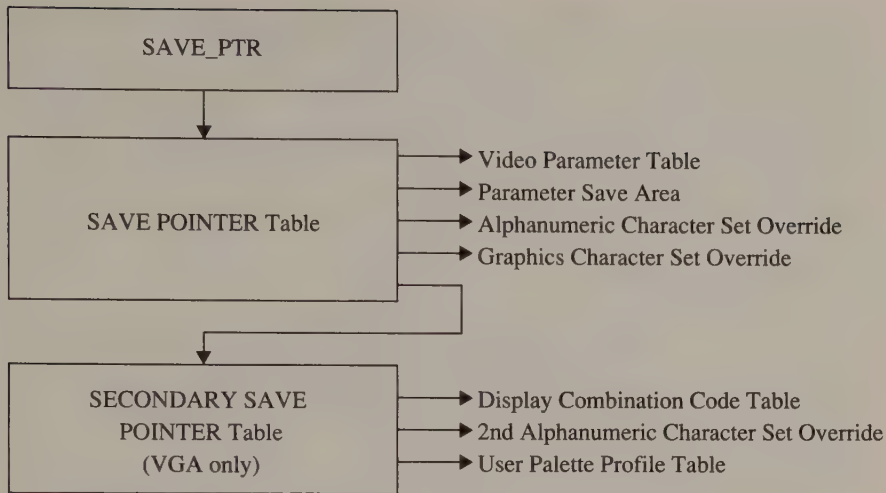 SAVE_PTR
SAVE POINTER Table
Video Parameter Table
Parameter Save Area
Alphanumeric Character Set Override
Graphics Character Set Override
SECONDARY SAVE
POINTER Table
(VGA only)
Display Combination Code Table
2nd Alphanumeric Character Set Override
User Palette Profile Table